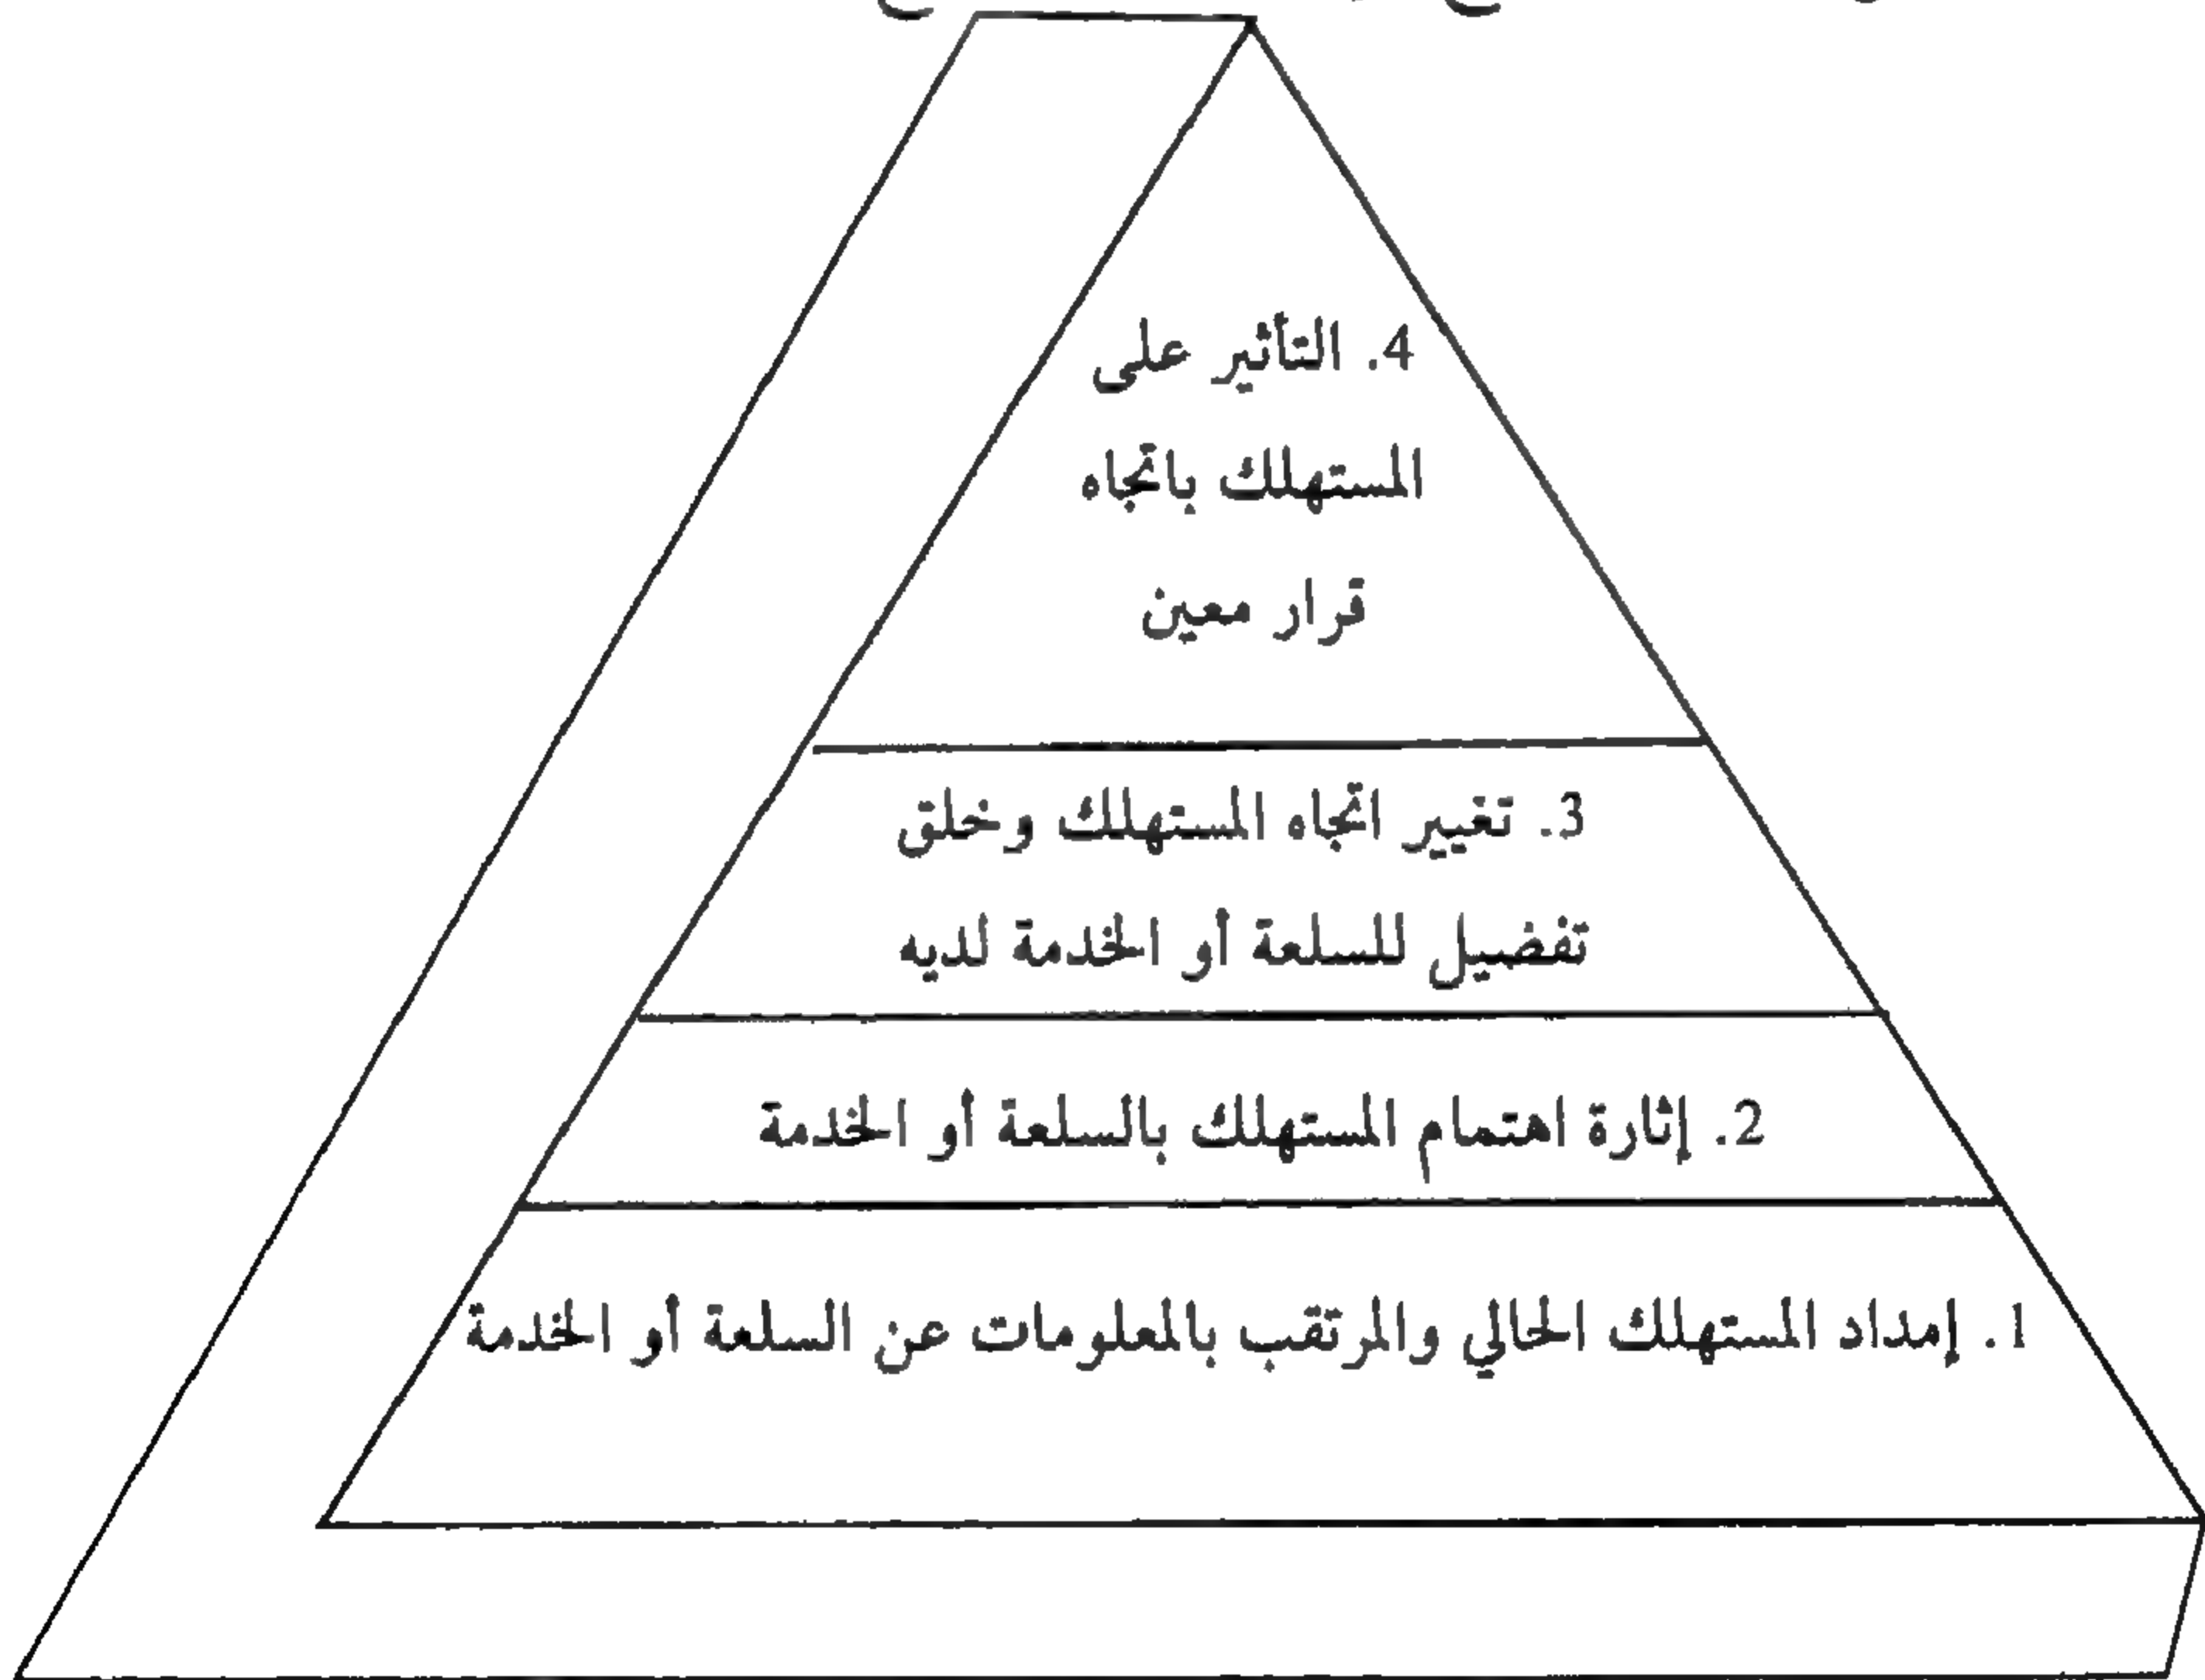 4. التأثير على
المستهلك باتجاه
قرار معين
3. تغيير اتجاه المستهلك وخلق
تفضيل للسلعة أو الخدمة لديه
2. إثارة اهتمام المستهلك بالسلعة أو الخدمة
1. إمداد المستهلك الحالي والمرتقب بالمعلومات عن السلعة أو الخدمة